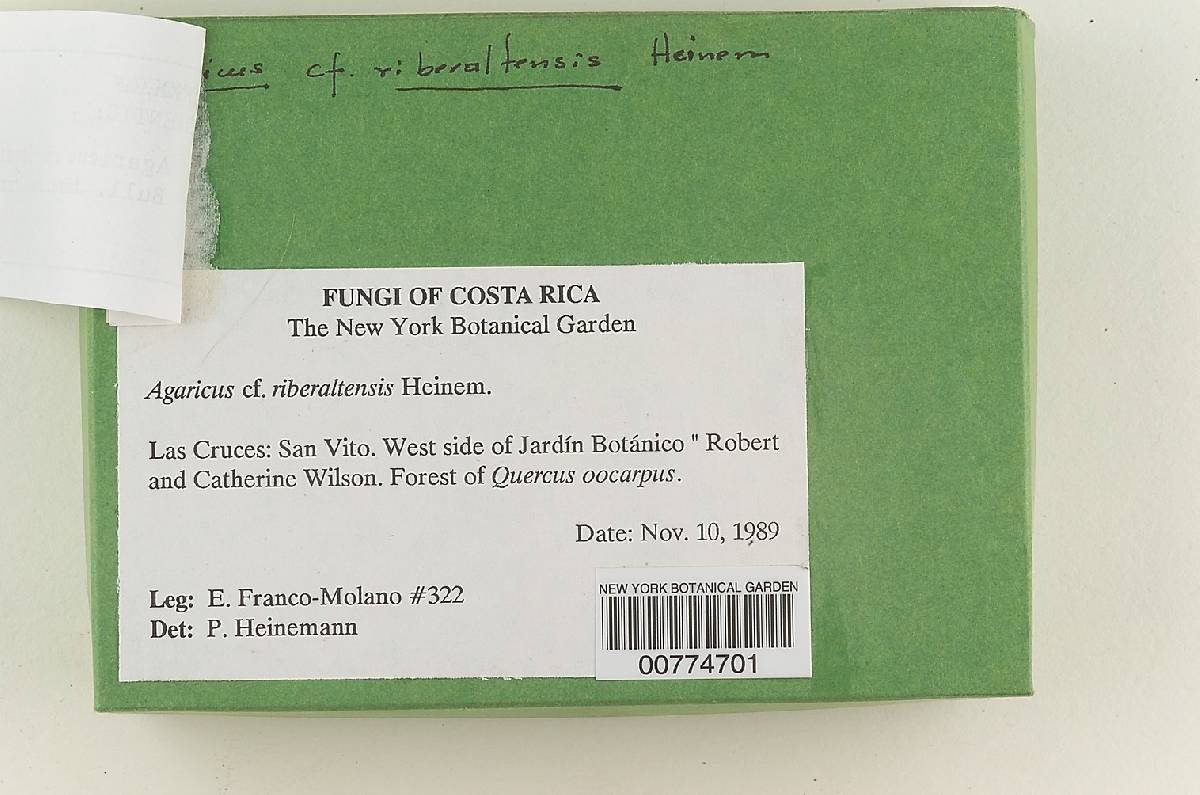 icus cf. riberaltensis Heinem
FUNGI OF COSTA RICA
The New York Botanical Garden
Agaricus cf. riberaltensis Heinem.
Las Cruces: San Vito. West side of Jardín Botánico " Robert
and Catherine Wilson. Forest of Quercus oocarpus.
Date: Nov. 10, 1989
Leg: E. Franco-Molano #322
Det: P. Heinemann
NEW YORK BOTANICAL GARDEN
00774701